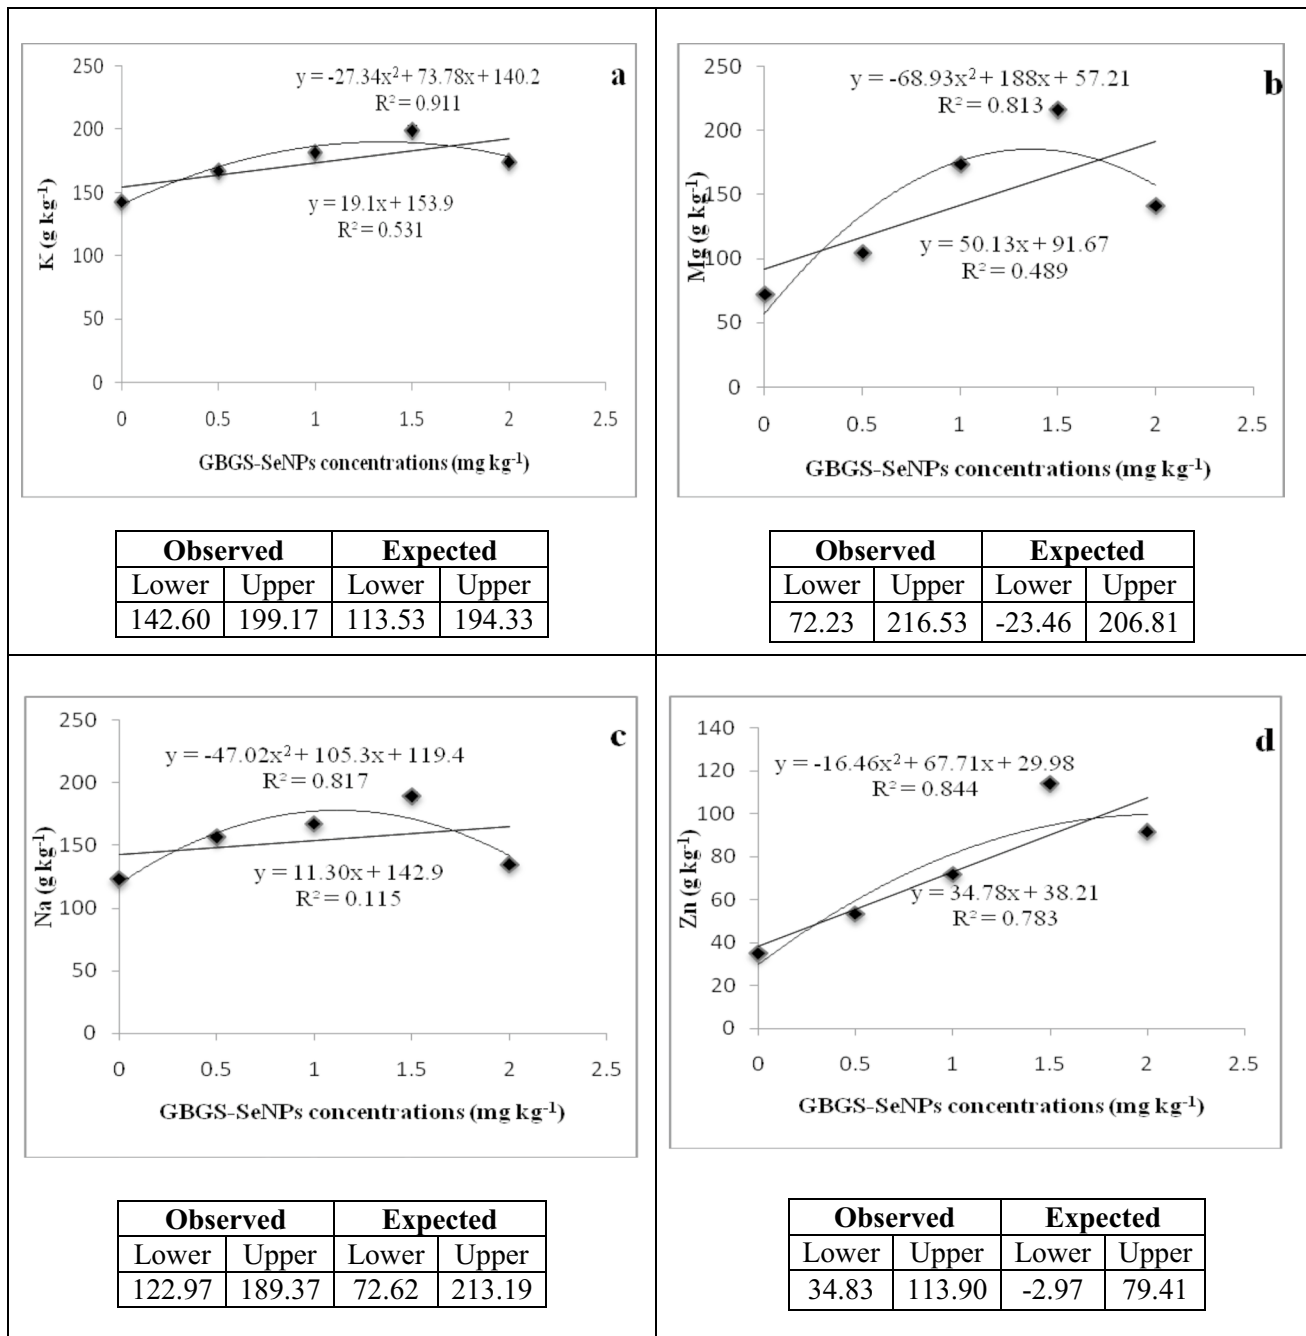 a
y = -27.34x² + 73.78x + 140.2
R² = 0.911
y = 19.1x + 153.9
R² = 0.531
250
200
150
100
50
0
K (g kg⁻¹)
0 0.5 1 1.5 2 2.5
GBGS-SeNPs concentrations (mg kg⁻¹)
Observed Expected
Lower Upper Lower Upper
142.60 199.17 113.53 194.33
b
y = -68.93x² + 188x + 57.21
R² = 0.813
y = 50.13x + 91.67
R² = 0.489
250
200
150
100
50
0
Mg (g kg⁻¹)
0 0.5 1 1.5 2 2.5
GBGS-SeNPs concentrations (mg kg⁻¹)
Observed Expected
Lower Upper Lower Upper
72.23 216.53 -23.46 206.81
c
y = -47.02x² + 105.3x + 119.4
R² = 0.817
y = 11.30x + 142.9
R² = 0.115
250
200
150
100
50
0
Na (g kg⁻¹)
0 0.5 1 1.5 2 2.5
GBGS-SeNPs concentrations (mg kg⁻¹)
Observed Expected
Lower Upper Lower Upper
122.97 189.37 72.62 213.19
d
y = -16.46x² + 67.71x + 29.98
R² = 0.844
y = 34.78x + 38.21
R² = 0.783
140
120
100
80
60
40
20
0
Zn (g kg⁻¹)
0 0.5 1 1.5 2 2.5
GBGS-SeNPs concentrations (mg kg⁻¹)
Observed Expected
Lower Upper Lower Upper
34.83 113.90 -2.97 79.41